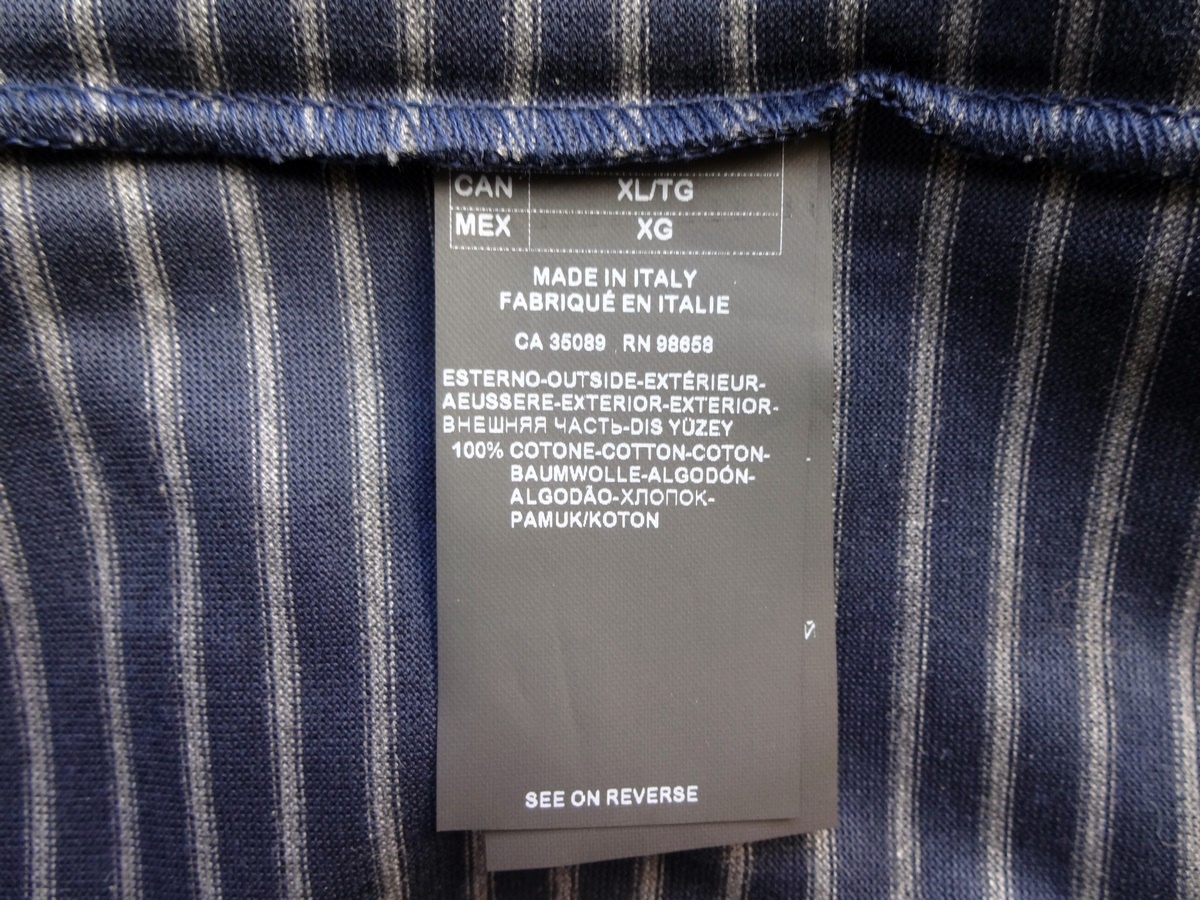 CAN XL/TG
MEX XG
MADE IN ITALY
FABRIQUÉ EN ITALIE
CA 35089 RN 98658
ESTERNO-OUTSIDE-EXTÉRIEUR-
AEUSSERE-EXTERIOR-EXTERIOR-
ВНЕШНЯЯ ЧАСТЬ-DIS YÜZEY
100% COTONE-COTTON-COTON-
BAUMWOLLE-ALGODÓN-
ALGODÃO-ХЛОПОК-
PAMUK/KOTON
SEE ON REVERSE